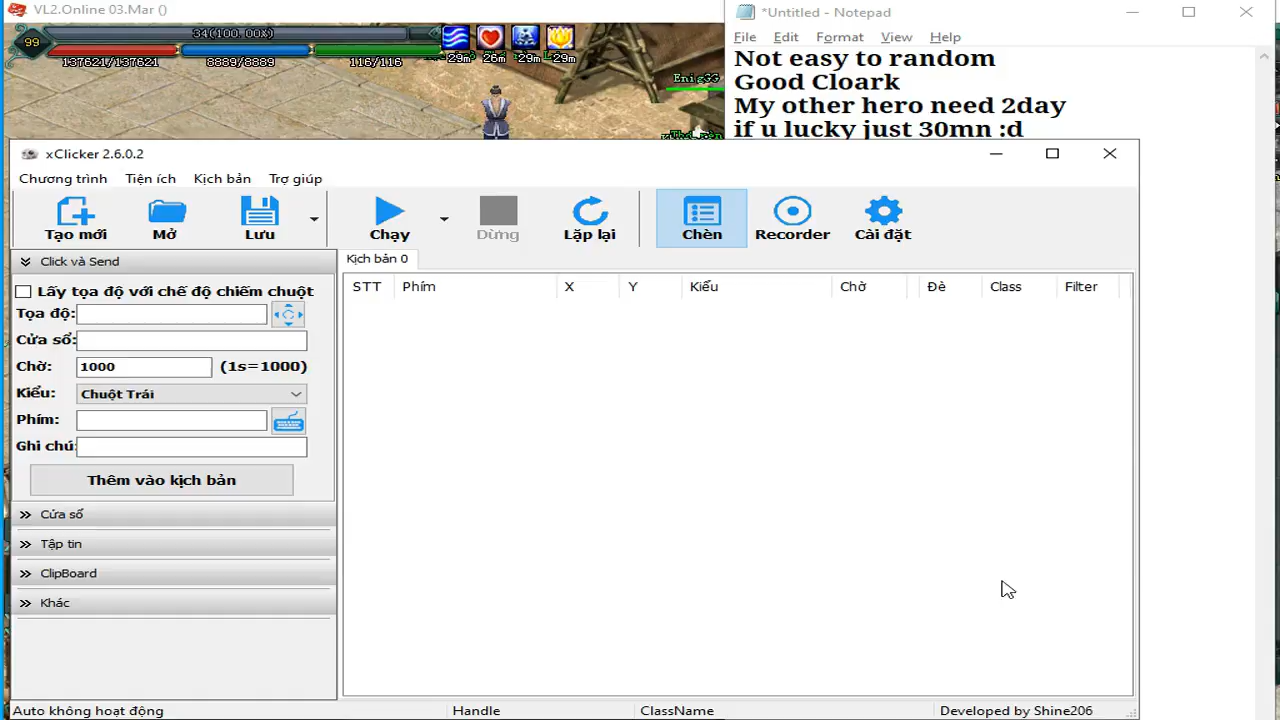 VL2.Online 03.Mar ()
99
34(100. 00%)
137621/137621
8889/8889
116/116
29m
26m
29m
29m
EnigGG
*Untitled - Notepad
File Edit Format View Help
Not easy to random
Good Cloark
My other hero need 2day
if u lucky just 30mn :d
xClicker 2.6.0.2
Chương trình Tiện ích Kịch bản Trợ giúp
Tạo mới Mở Lưu Chạy Dừng Lặp lại Chèn Recorder Cài đặt
Click và Send
Lấy tọa độ với chế độ chiếm chuột
Tọa độ:
Cửa sổ:
Chờ: 1000 (1s=1000)
Kiểu: Chuột Trái
Phím:
Ghi chú:
Thêm vào kịch bản
Cửa sổ
Tập tin
ClipBoard
Khác
Kịch bản 0
STT Phím X Y Kiểu Chờ Đè Class Filter
Auto không hoạt động Handle ClassName Developed by Shine206